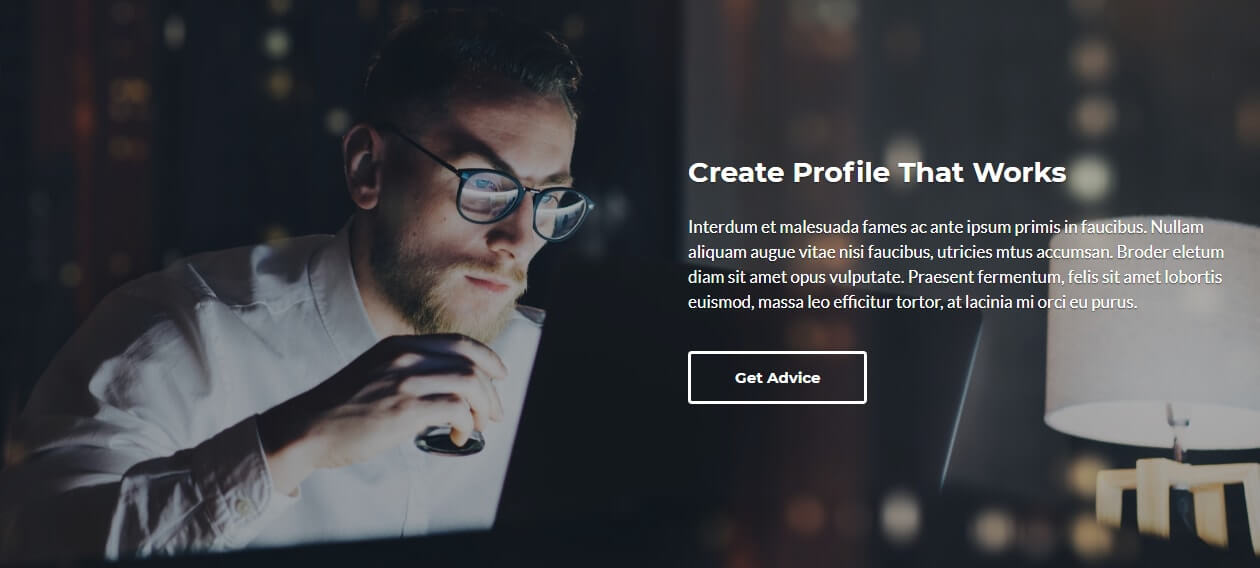 Create Profile That Works
Interdum et malesuada fames ac ante ipsum primis in faucibus. Nullam
aliquam augue vitae nisi faucibus, utricies mtus accumsan. Broder eletum
diam sit amet opus vulputate. Praesent fermentum, felis sit amet lobortis
euismod, massa leo efficitur tortor, at lacinia mi orci eu purus.
Get Advice